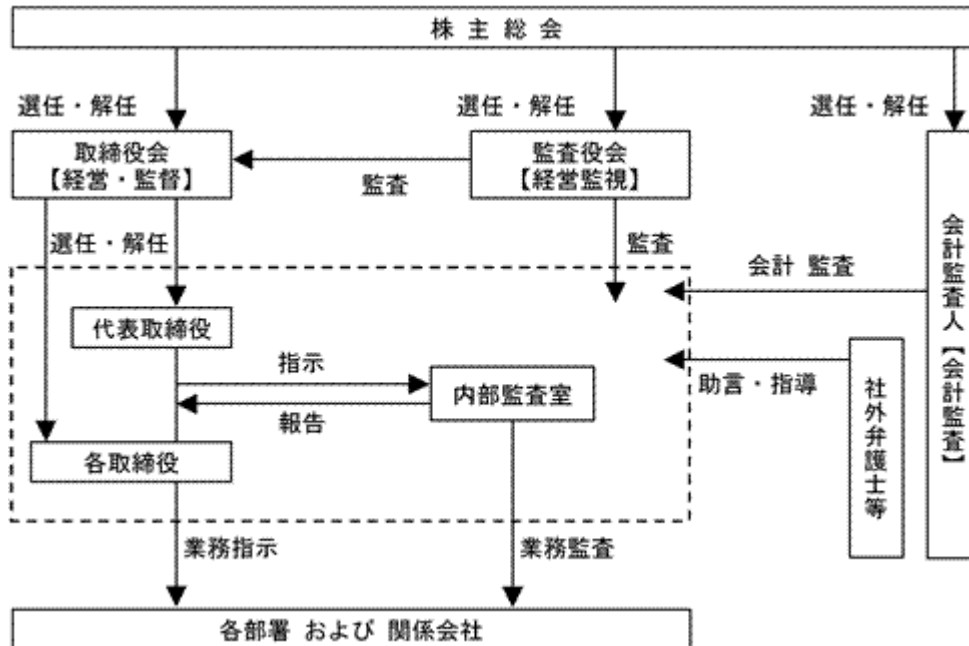 株 主 総 会
選任・解任
選任・解任
選任・解任
取締役会
【経営・監督】
監査
監査役会
【経営監視】
選任・解任
監査
会計 監査
会計監査人【会計監査】
代表取締役
指示
報告
内部監査室
助言・指導
社外弁護士等
各取締役
業務指示
業務監査
各部署 および 関係会社